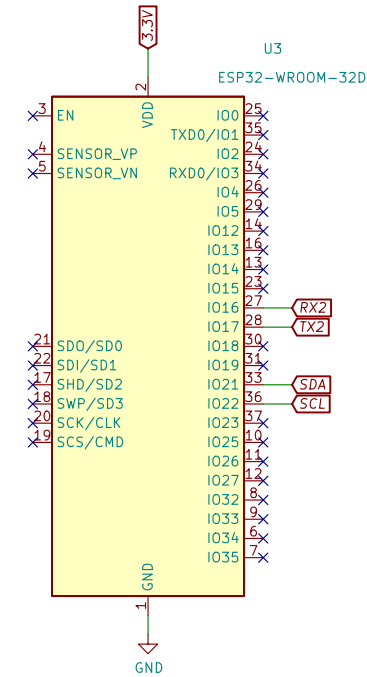 3.3V
U3
ESP32-WROOM-32D
2
VDD
3 EN IO0 25
TXD0/IO1 35
4 SENSOR_VP IO2 24
5 SENSOR_VN RXD0/IO3 34
IO4 26
IO5 29
IO12 14
IO13 16
IO14 13
IO15 23
IO16 27 RX2
IO17 28 TX2
21 SDO/SD0 IO18 30
22 SDI/SD1 IO19 31
17 SHD/SD2 IO21 33 SDA
18 SWP/SD3 IO22 36 SCL
20 SCK/CLK IO23 37
19 SCS/CMD IO25 10
IO26 11
IO27 12
IO32 8
IO33 9
IO34 6
IO35 7
GND
1
GND